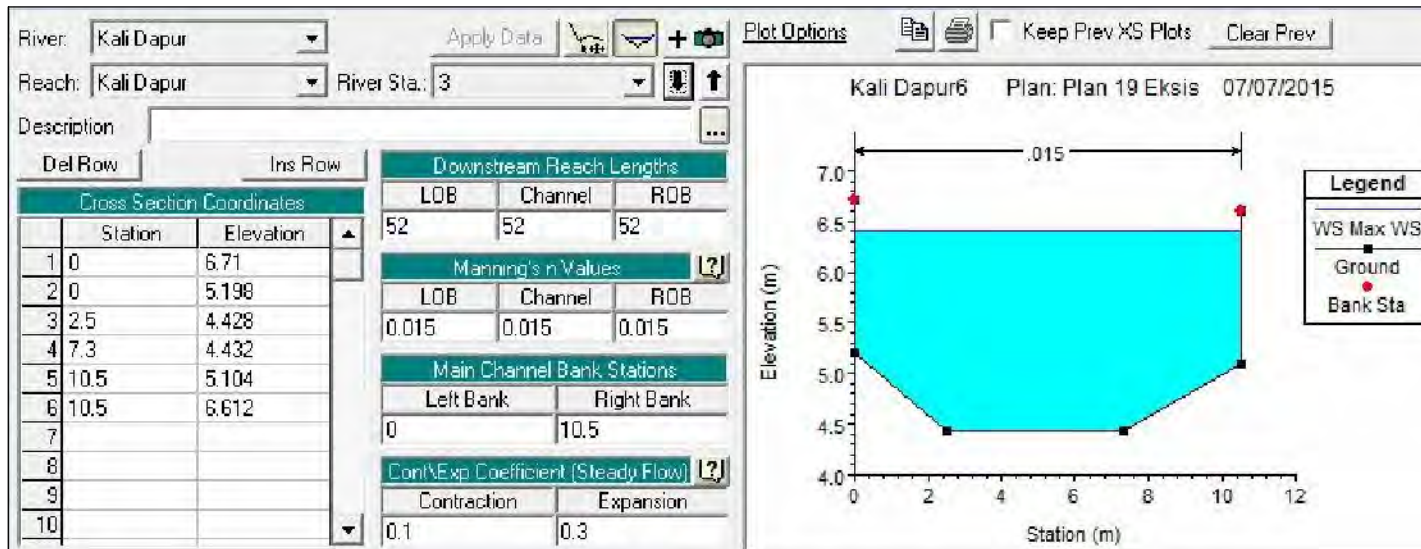 River: Kali Dapur Apply Data
Reach: Kali Dapur River Sta.: 3
Description ...
Del Row Ins Row
Cross Section Coordinates
Station Elevation
1 0 6.71
2 0 5.198
3 2.5 4.428
4 7.3 4.432
5 10.5 5.104
6 10.5 6.612
7
8
9
10
Downstream Reach Lengths
LOB Channel ROB
52 52 52
Manning's n Values ?
LOB Channel ROB
0.015 0.015 0.015
Main Channel Bank Stations
Left Bank Right Bank
0 10.5
Cont\Exp Coefficient (Steady Flow) ?
Contraction Expansion
0.1 0.3
Plot Options Keep Prev XS Plots Clear Prev
Kali Dapur6 Plan: Plan 19 Eksis 07/07/2015
.015
7.0
6.5
6.0
5.5
5.0
4.5
4.0
Elevation (m)
0 2 4 6 8 10 12
Station (m)
Legend
WS Max WS
Ground
Bank Sta